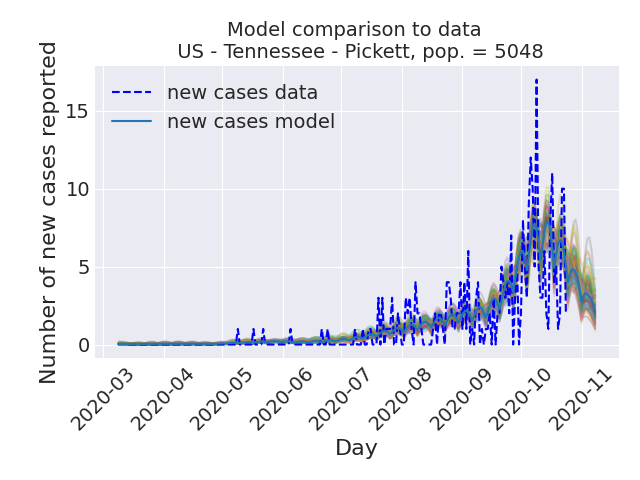 Model comparison to data
US - Tennessee - Pickett, pop. = 5048
new cases data
new cases model
Number of new cases reported
15
10
5
0
2020-03
2020-04
2020-05
2020-06
2020-07
2020-08
2020-09
2020-10
2020-11
Day